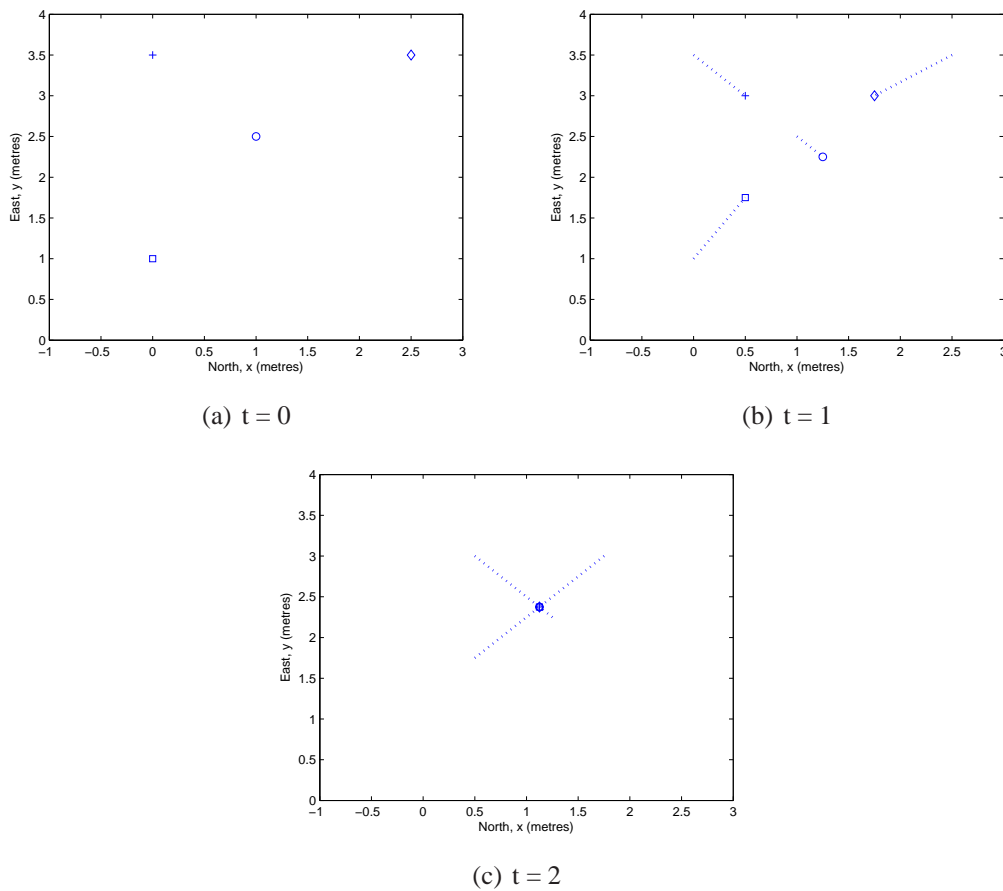 4
3.5
3
2.5
2
1.5
1
0.5
0
East, y (metres)
−1 −0.5 0 0.5 1 1.5 2 2.5 3
North, x (metres)
(a) t = 0
4
3.5
3
2.5
2
1.5
1
0.5
0
East, y (metres)
−1 −0.5 0 0.5 1 1.5 2 2.5 3
North, x (metres)
(b) t = 1
4
3.5
3
2.5
2
1.5
1
0.5
0
East, y (metres)
−1 −0.5 0 0.5 1 1.5 2 2.5 3
North, x (metres)
(c) t = 2